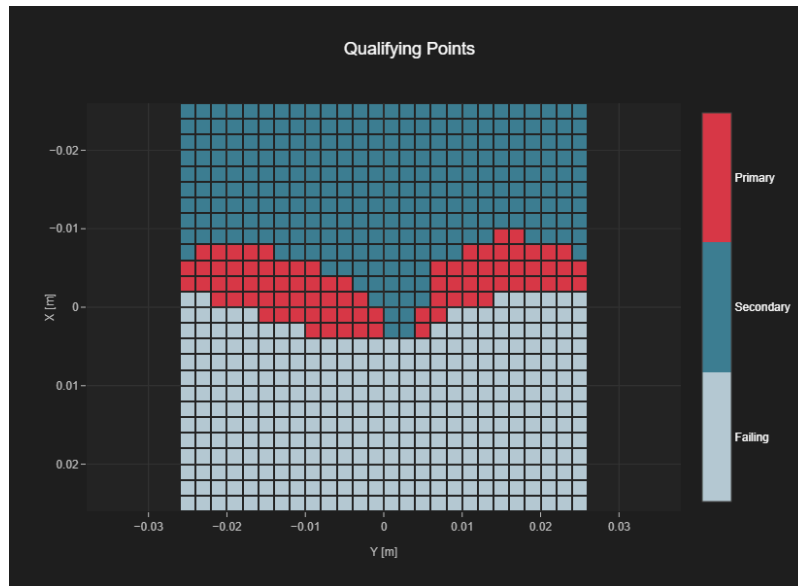 Qualifying Points
−0.02
−0.01
0
0.01
0.02
X [m]
−0.03
−0.02
−0.01
0
0.01
0.02
0.03
Y [m]
Primary
Secondary
Failing